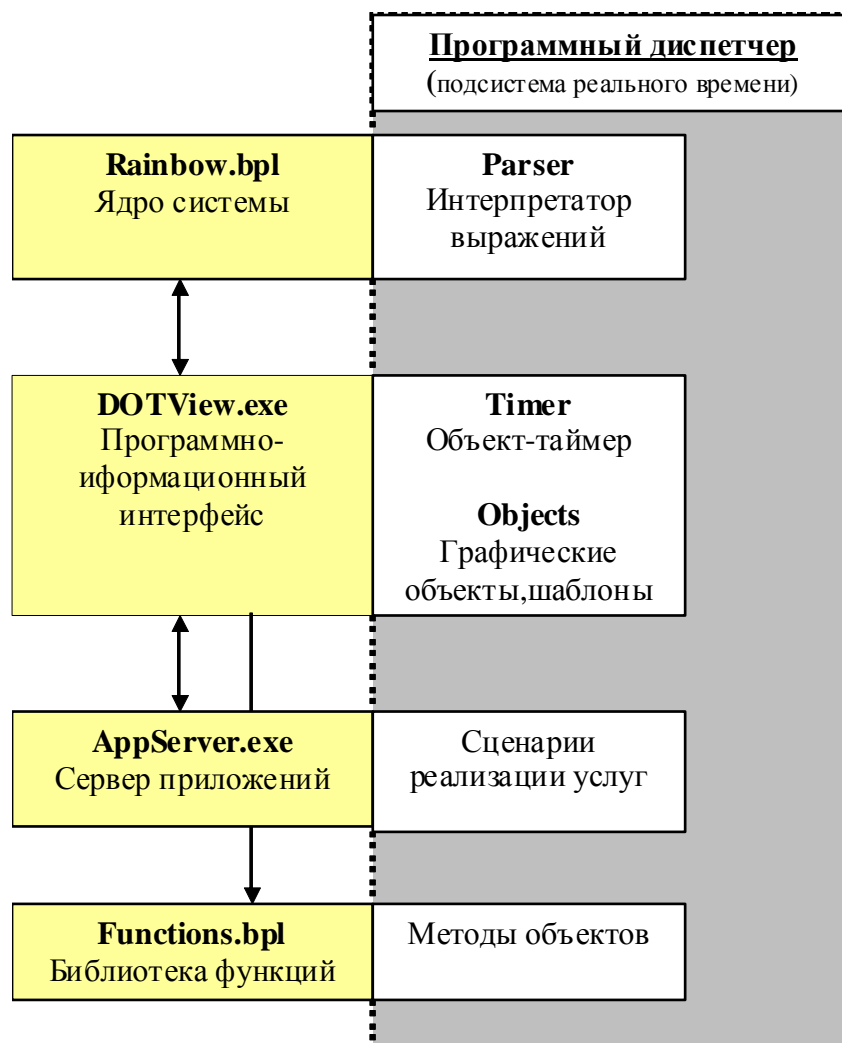 Программный диспетчер
(подсистема реального времени)
Rainbow.bpl
Ядро системы
Parser
Интерпретатор
выражений
DOTView.exe
Программно-
иформационный
интерфейс
Timer
Объект-таймер
Objects
Графические
объекты,шаблоны
AppServer.exe
Сервер приложений
Сценарии
реализации услуг
Functions.bpl
Библиотека функций
Методы объектов